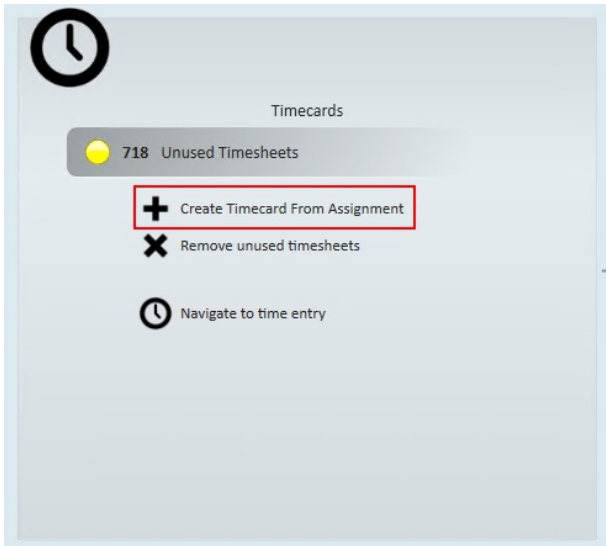 Timecards
718 Unused Timesheets
Create Timecard From Assignment
Remove unused timesheets
Navigate to time entry